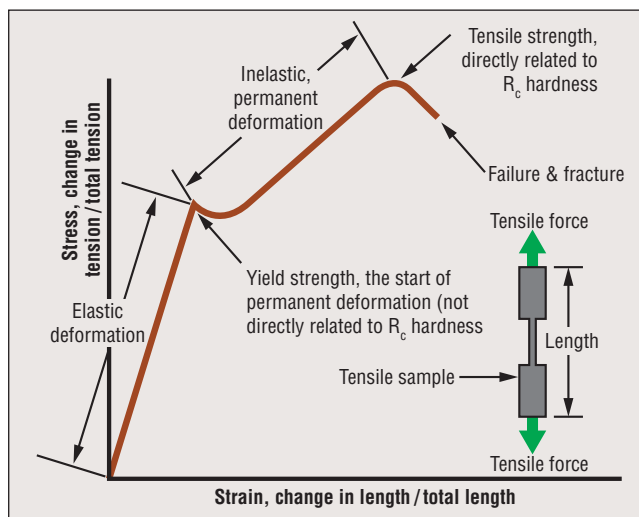 Tensile strength,
directly related to
Rc hardness
Inelastic,
permanent
deformation
Failure & fracture
Stress, change in
tension/total tension
Elastic
deformation
Yield strength, the start of
permanent deformation (not
directly related to Rc hardness
Tensile force
Length
Tensile sample
Tensile force
Strain, change in length/total length